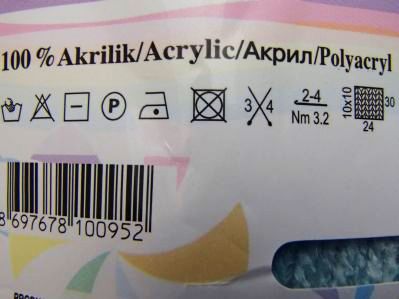 100 % Akrilik/Acrylic/Акрил/Polyacryl
P
3 4
2-4
Nm 3.2
10x10
30
24
8 697678 100952